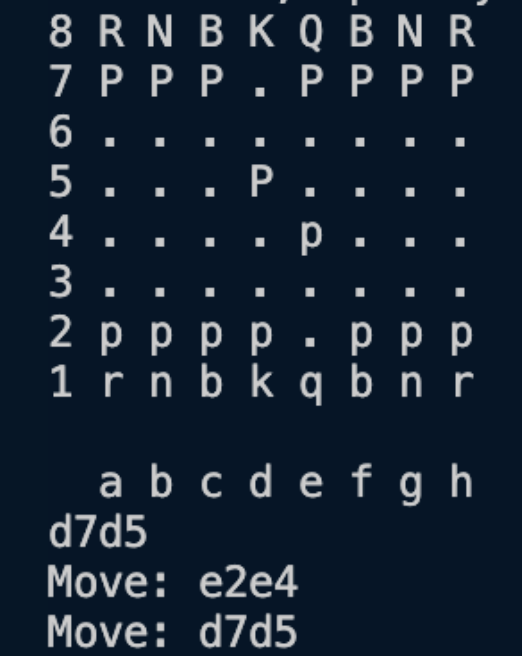 8 R N B K Q B N R
7 P P P . P P P P
6 . . . . . . . .
5 . . . P . . . .
4 . . . . p . . .
3 . . . . . . . .
2 p p p p . p p p
1 r n b k q b n r
a b c d e f g h
d7d5
Move: e2e4
Move: d7d5